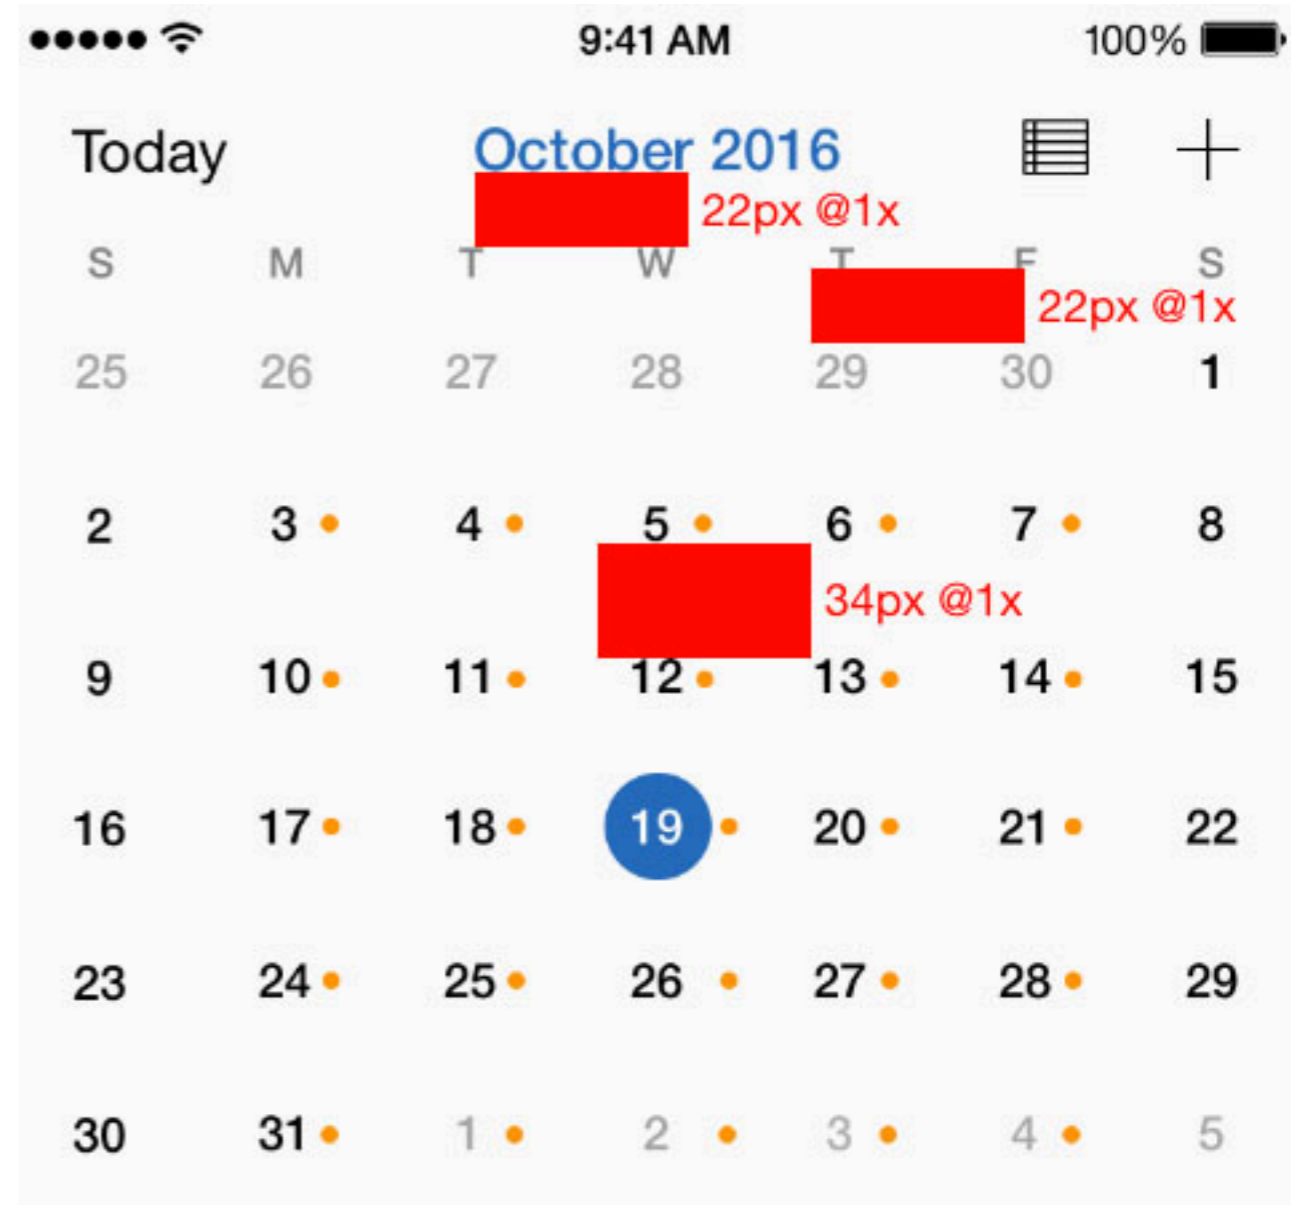 9:41 AM 100%
Today October 2016
22px @1x
S M T W T F S
22px @1x
25 26 27 28 29 30 1
2 3 4 5 6 7 8
34px @1x
9 10 11 12 13 14 15
16 17 18 19 20 21 22
23 24 25 26 27 28 29
30 31 1 2 3 4 5